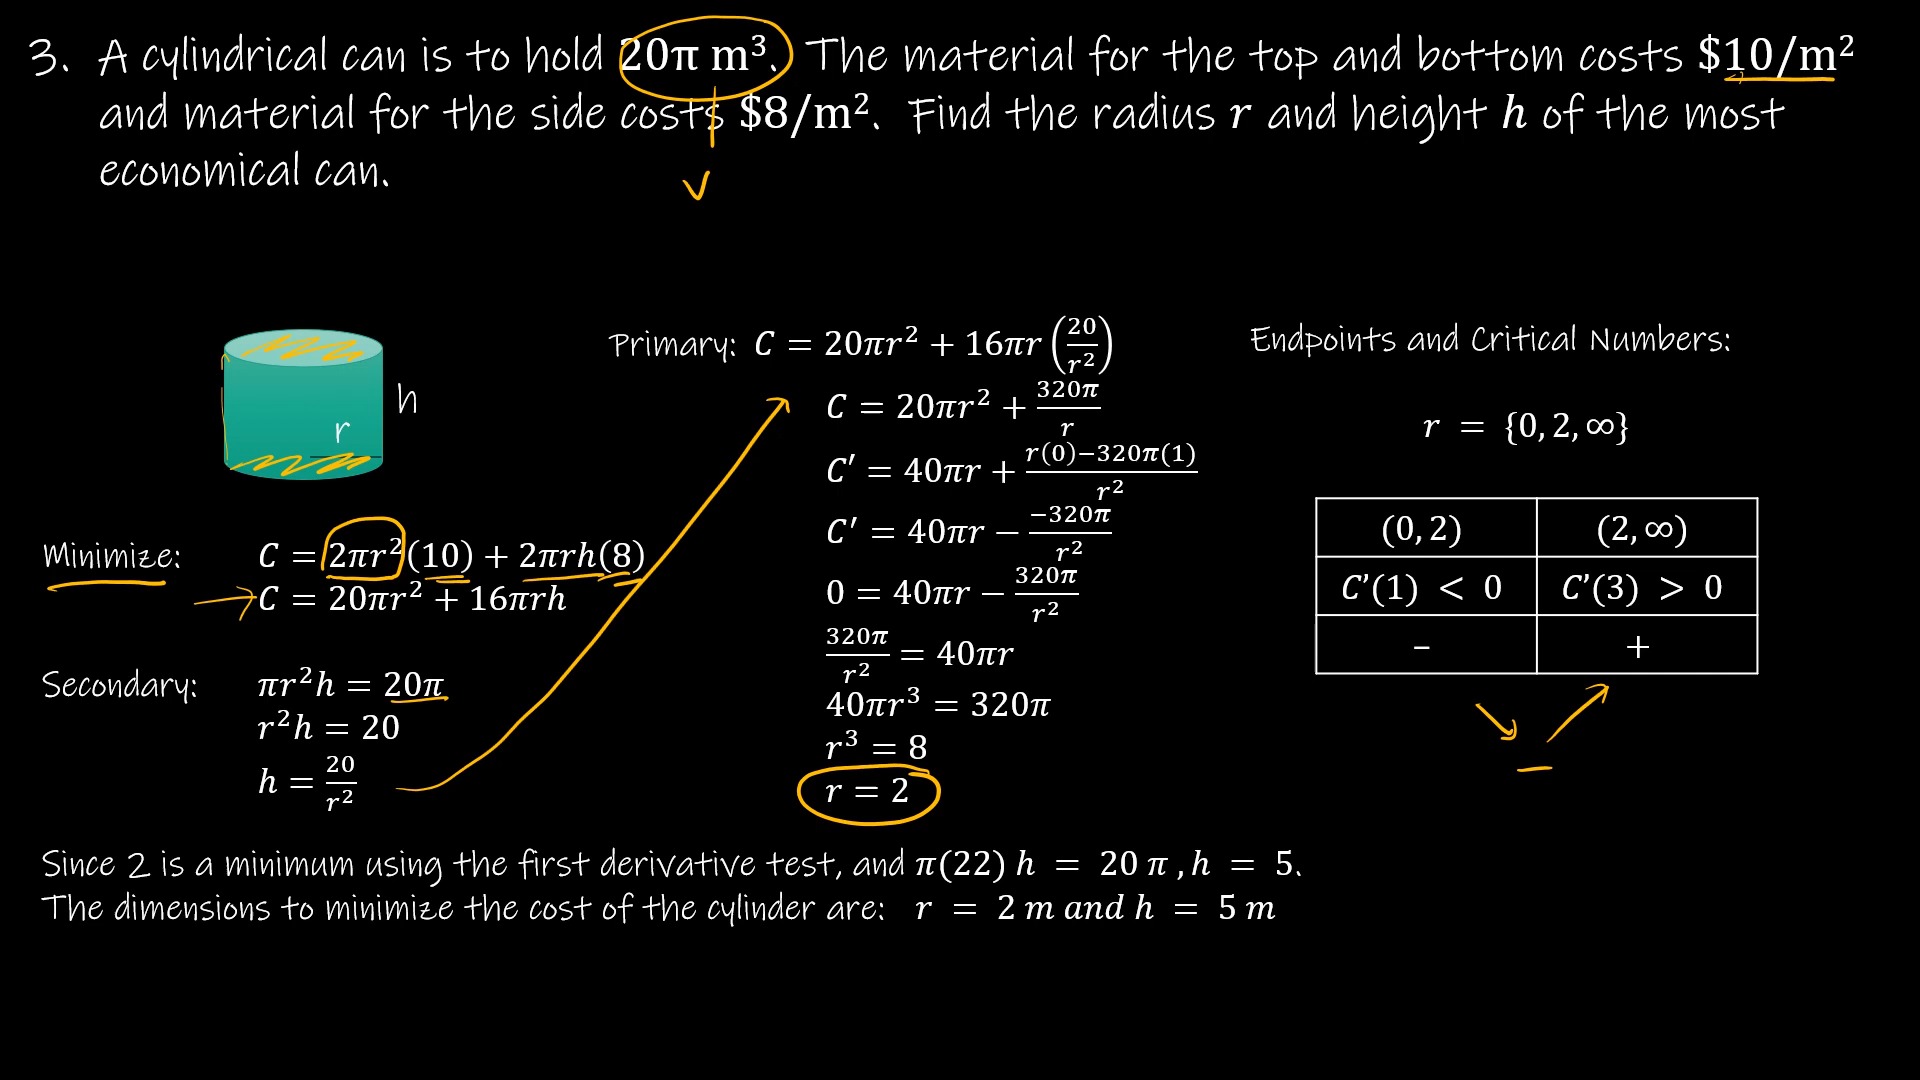 3. A cylindrical can is to hold 20π m³. The material for the top and bottom costs $10/m²
and material for the side costs $8/m². Find the radius r and height h of the most
economical can.
V
h
r
Minimize: C = 2πr²(10) + 2πrh(8)
C = 20πr² + 16πrh
Secondary: πr²h = 20π
r²h = 20
h = 20/r²
Primary: C = 20πr² + 16πr(20/r²)
C = 20πr² + 320π/r
C′ = 40πr + (r(0)−320π(1))/r²
C′ = 40πr − −320π/r²
0 = 40πr − 320π/r²
320π/r² = 40πr
40πr³ = 320π
r³ = 8
r = 2
Endpoints and Critical Numbers:
r = {0, 2, ∞}
(0, 2) (2, ∞)
C’(1) < 0 C’(3) > 0
– +
Since 2 is a minimum using the first derivative test, and π(22) h = 20 π , h = 5.
The dimensions to minimize the cost of the cylinder are: r = 2 m and h = 5 m